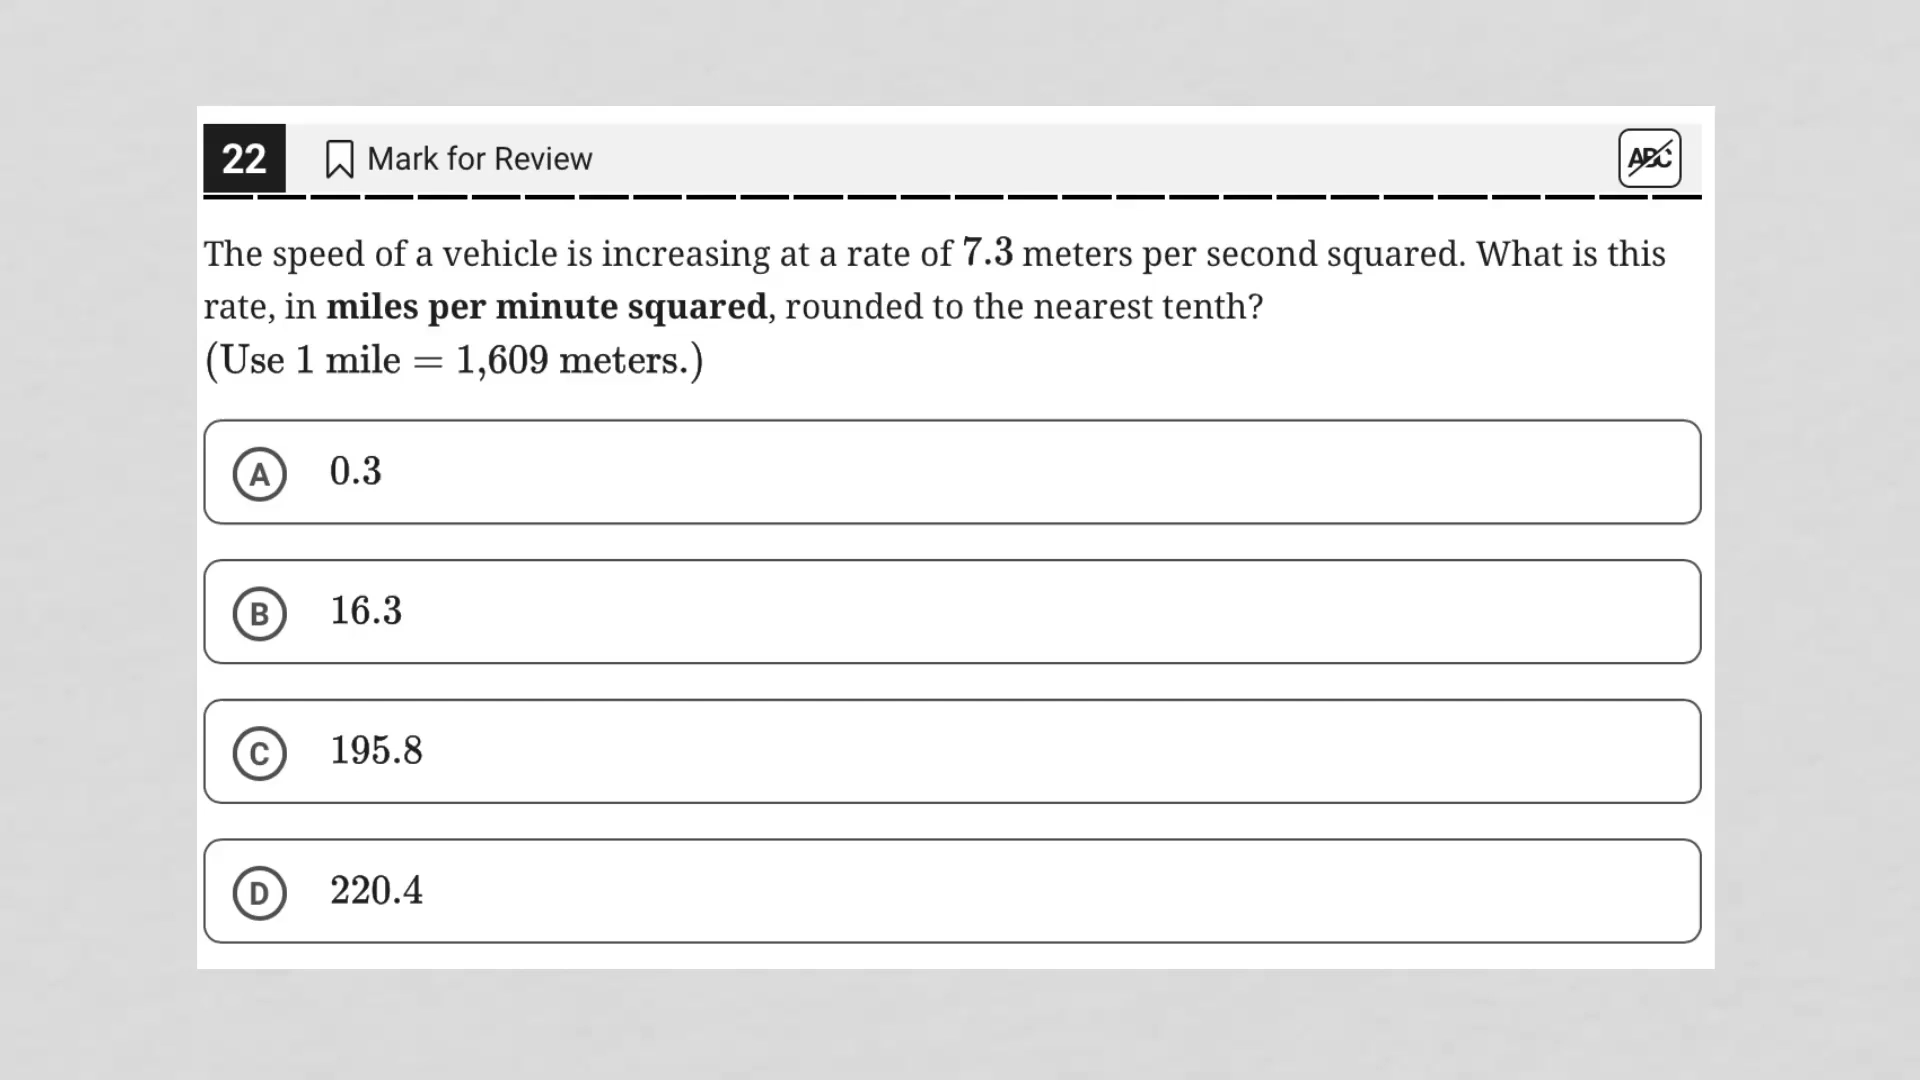 22 Mark for Review ABC
The speed of a vehicle is increasing at a rate of 7.3 meters per second squared. What is this
rate, in miles per minute squared, rounded to the nearest tenth?
(Use 1 mile = 1,609 meters.)
A 0.3
B 16.3
C 195.8
D 220.4